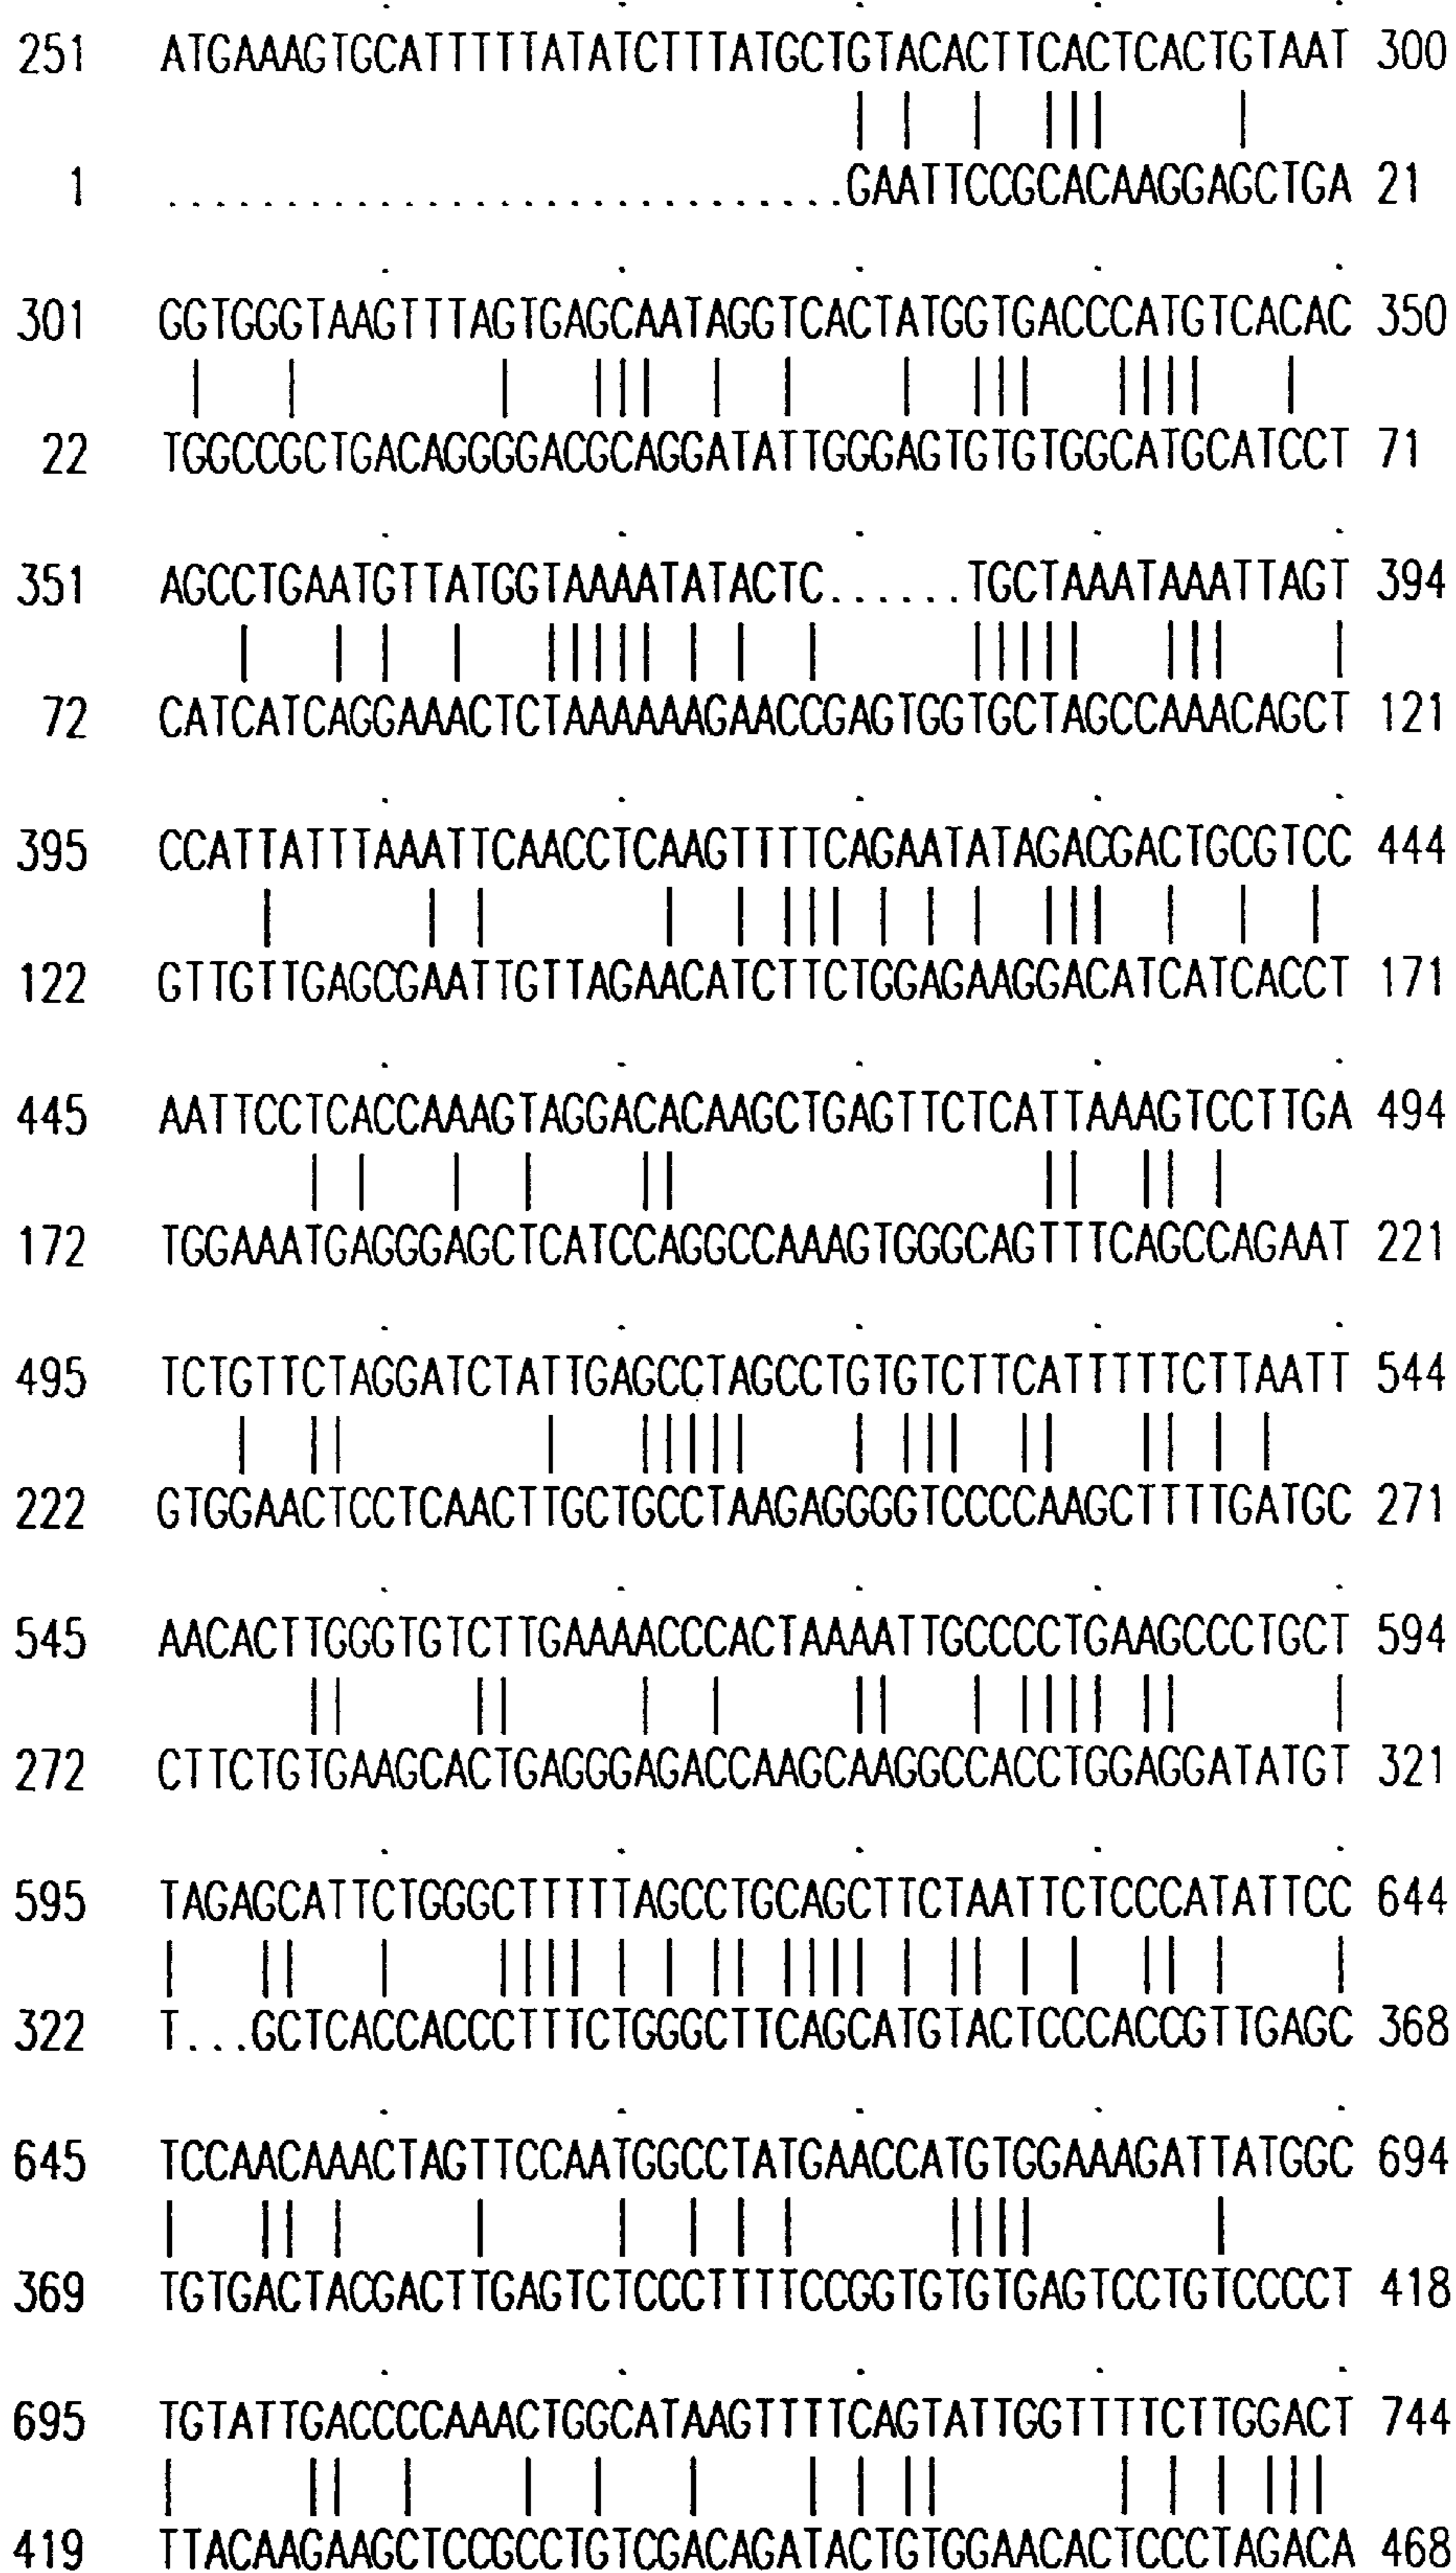 251 ATGAAAGTGCCATTTTTATATCTTTATGCTGTACACTTCACTCACTGTAAT 300
1 ............................GAATTCCGCACAAGGAGCTGA 21
301 GGTGGGTAAGTTTAGTGAGCAATAGGTCACTATGGTGACCCATGTCACAC 350
22 TGGCCGCTGACAGGGGACGCAGGATATTGGGAGTGTGTGGCATGCATCCT 71
351 AGCCTGAATGTTATGGTAAAATATACTC......TGCTAAATAAATTAGT 394
72 CATCATCAGGAAACTCTAAAAAAGAACCGAGTGGTGCTAGCCAAACAGCT 121
395 CCATTATTTAAATTCAACCTCAAGTTTTCAGAATATAGACGACTGCGTCC 444
122 GTTGTTGAGCGAATTGTTAGAACATCTTCTGGAGAAGGACATCATCACCT 171
445 AATTCCTCACCAAAGTAGGACACAAGCTGAGTTCTCATTAAAGTCCTTGA 494
172 TGGAAATGAGGGAGCTCATCCAGGCCAAAGTGGGCAGTTTCAGCCAGAAT 221
495 TCTGTTCTAGGATCTATTGAGCCTAGCCTGTGTCTTCATTTTTCTTAATT 544
222 GTGGAACTCCTCAACTTGCTGCCTAAGAGGGGTCCCCAAGCTTTTGATGC 271
545 AACACTTGGGTGTCTTGAAAACCCACTAAAATTGCCCCTGAAGCCCTGCT 594
272 CTTCTGTGAAGCACTGAGGGAGACCAAGCAAGGCCACCTGGAGGATATGT 321
595 TAGAGCATTCTGGGCTTTTTAGCCTGCAGCTTCTAATTCTCCCATATTCC 644
322 T...GCTCACCACCCTTTCTGGGCTTCAGCATGTACTCCCACCGTTGAGC 368
645 TCCAACAAACTAGTTCCAATGGCCTATGAACCATGTGGAAAGATTATGGC 694
369 TGTGACTACGACTTGAGTCTCCCTTTTCCGGTGTGTGAGTCCTGTCCCCT 418
695 TGTATTGACCCCAAACTGGCATAAGTTTTCAGTATTGGTTTTCTTGGACT 744
419 TTACAAGAAGCTCCGCCTGTCGACAGATACTGTGGAACACTCCCTAGACA 468